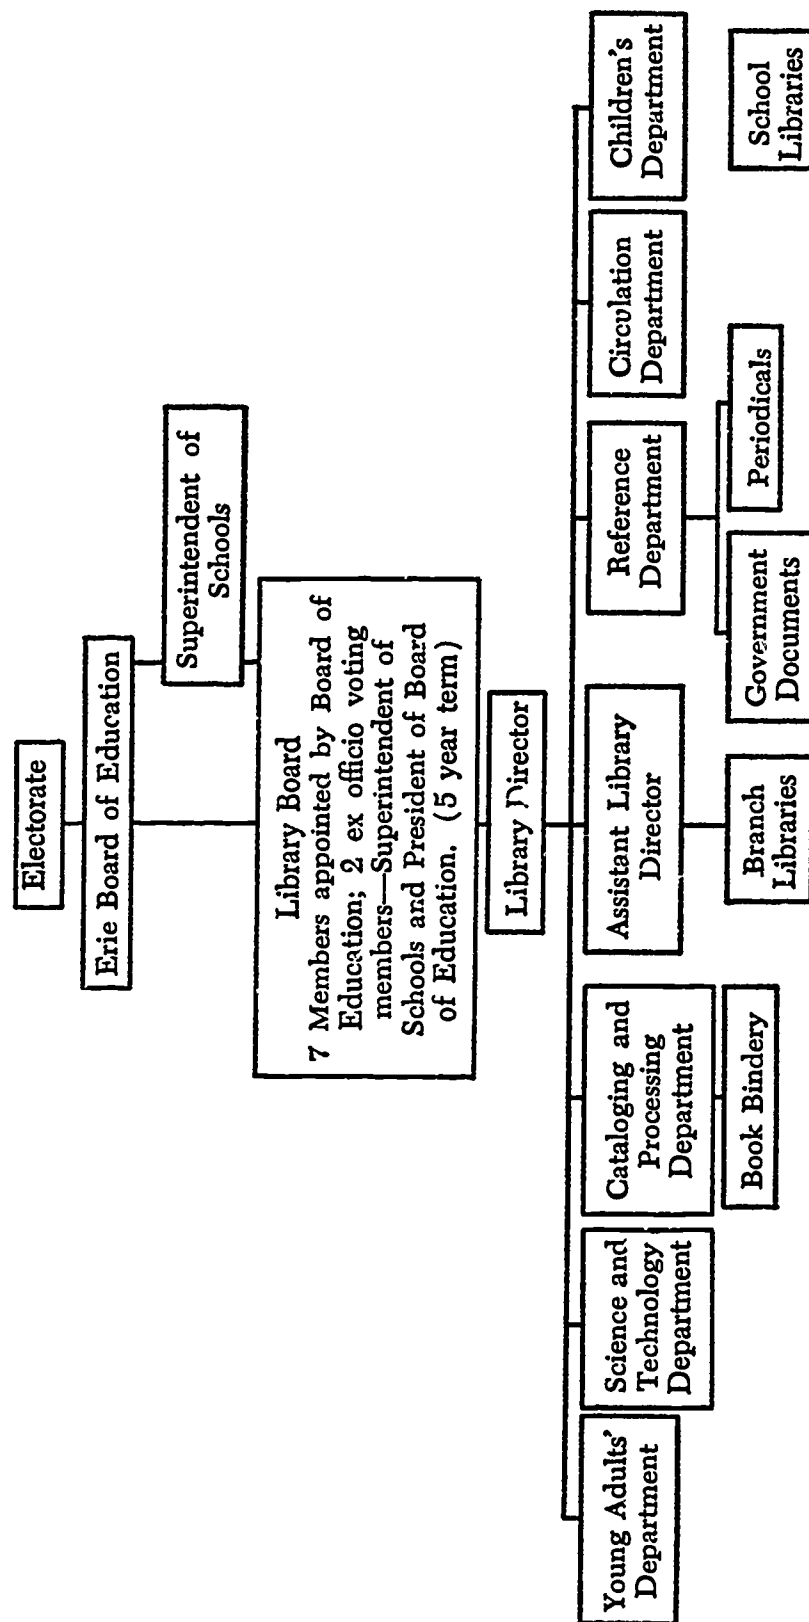 Electorate
Erie Board of Education
Superintendent of
Schools
Library Board
7 Members appointed by Board of
Education; 2 ex officio voting
members—Superintendent of
Schools and President of Board
of Education. (5 year term)
Library Director
Young Adults'
Department
Science and
Technology
Department
Cataloging and
Processing
Department
Assistant Library
Director
Reference
Department
Circulation
Department
Children's
Department
Book Bindery
Branch
Libraries
Government
Documents
Periodicals
School
Libraries